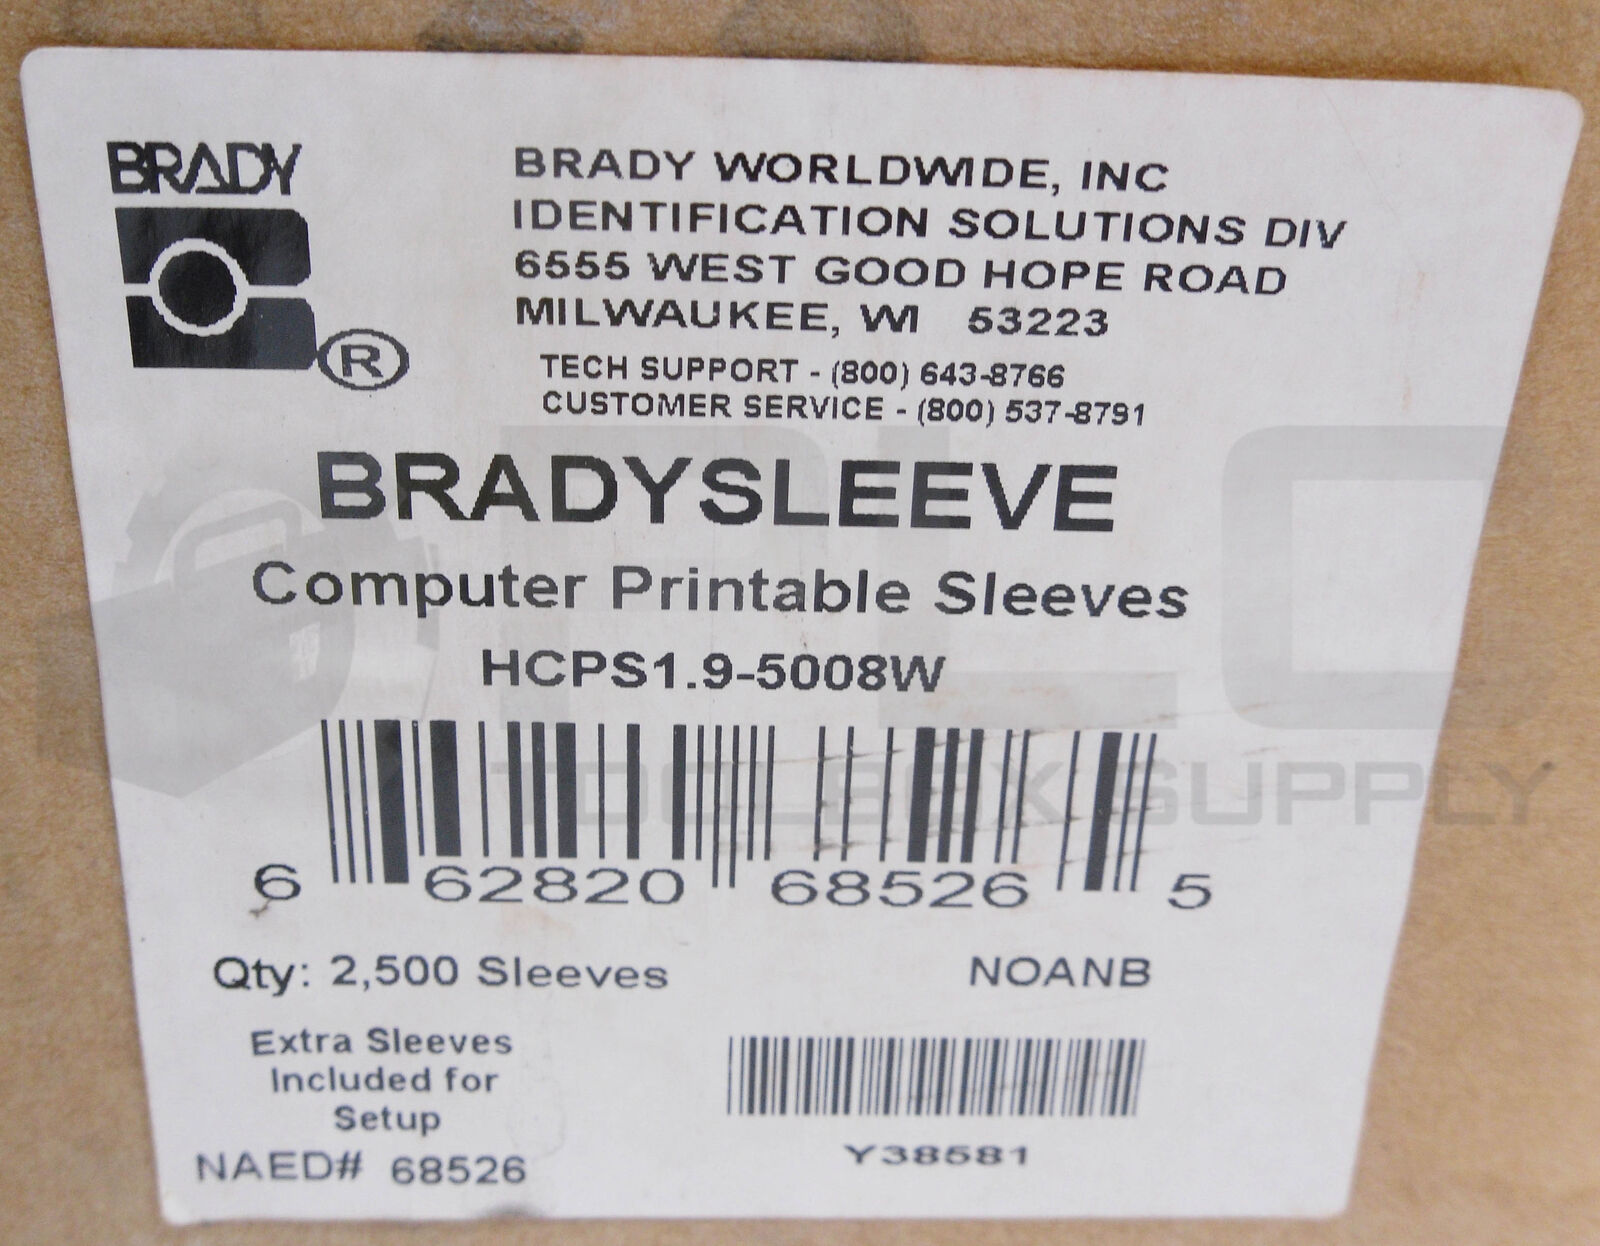 BRADY
®
BRADY WORLDWIDE, INC
IDENTIFICATION SOLUTIONS DIV
6555 WEST GOOD HOPE ROAD
MILWAUKEE, WI 53223
TECH SUPPORT - (800) 643-8766
CUSTOMER SERVICE - (800) 537-8791
BRADYSLEEVE
Computer Printable Sleeves
HCPS1.9-5008W
6 62820 68526 5
Qty: 2,500 Sleeves
NOANB
Extra Sleeves
Included for
Setup
NAED# 68526
Y38581
PLC
TOOLBOX SUPPLY